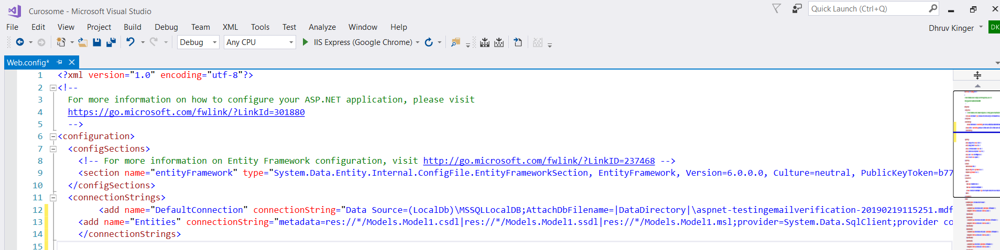 Curosome - Microsoft Visual Studio
Quick Launch (Ctrl+Q)
File Edit View Project Build Debug Team XML Tools Test Analyze Window Help
Dhruv Kinger DK
Debug Any CPU IIS Express (Google Chrome)
Web.config*
1 <?xml version="1.0" encoding="utf-8"?>
2 <!--
3 For more information on how to configure your ASP.NET application, please visit
4 https://go.microsoft.com/fwlink/?LinkId=301880
5 -->
6 <configuration>
7 <configSections>
8 <!-- For more information on Entity Framework configuration, visit http://go.microsoft.com/fwlink/?LinkID=237468 -->
9 <section name="entityFramework" type="System.Data.Entity.Internal.ConfigFile.EntityFrameworkSection, EntityFramework, Version=6.0.0.0, Culture=neutral, PublicKeyToken=b77
10 </configSections>
11 <connectionStrings>
12 <add name="DefaultConnection" connectionString="Data Source=(LocalDb)\MSSQLLocalDB;AttachDbFilename=|DataDirectory|\aspnet-testingemailverification-20190219115251.mdf
13 <add name="Entities" connectionString="metadata=res://*/Models.Model1.csdl|res://*/Models.Model1.ssdl|res://*/Models.Model1.msl;provider=System.Data.SqlClient;provider co
14 </connectionStrings>
15